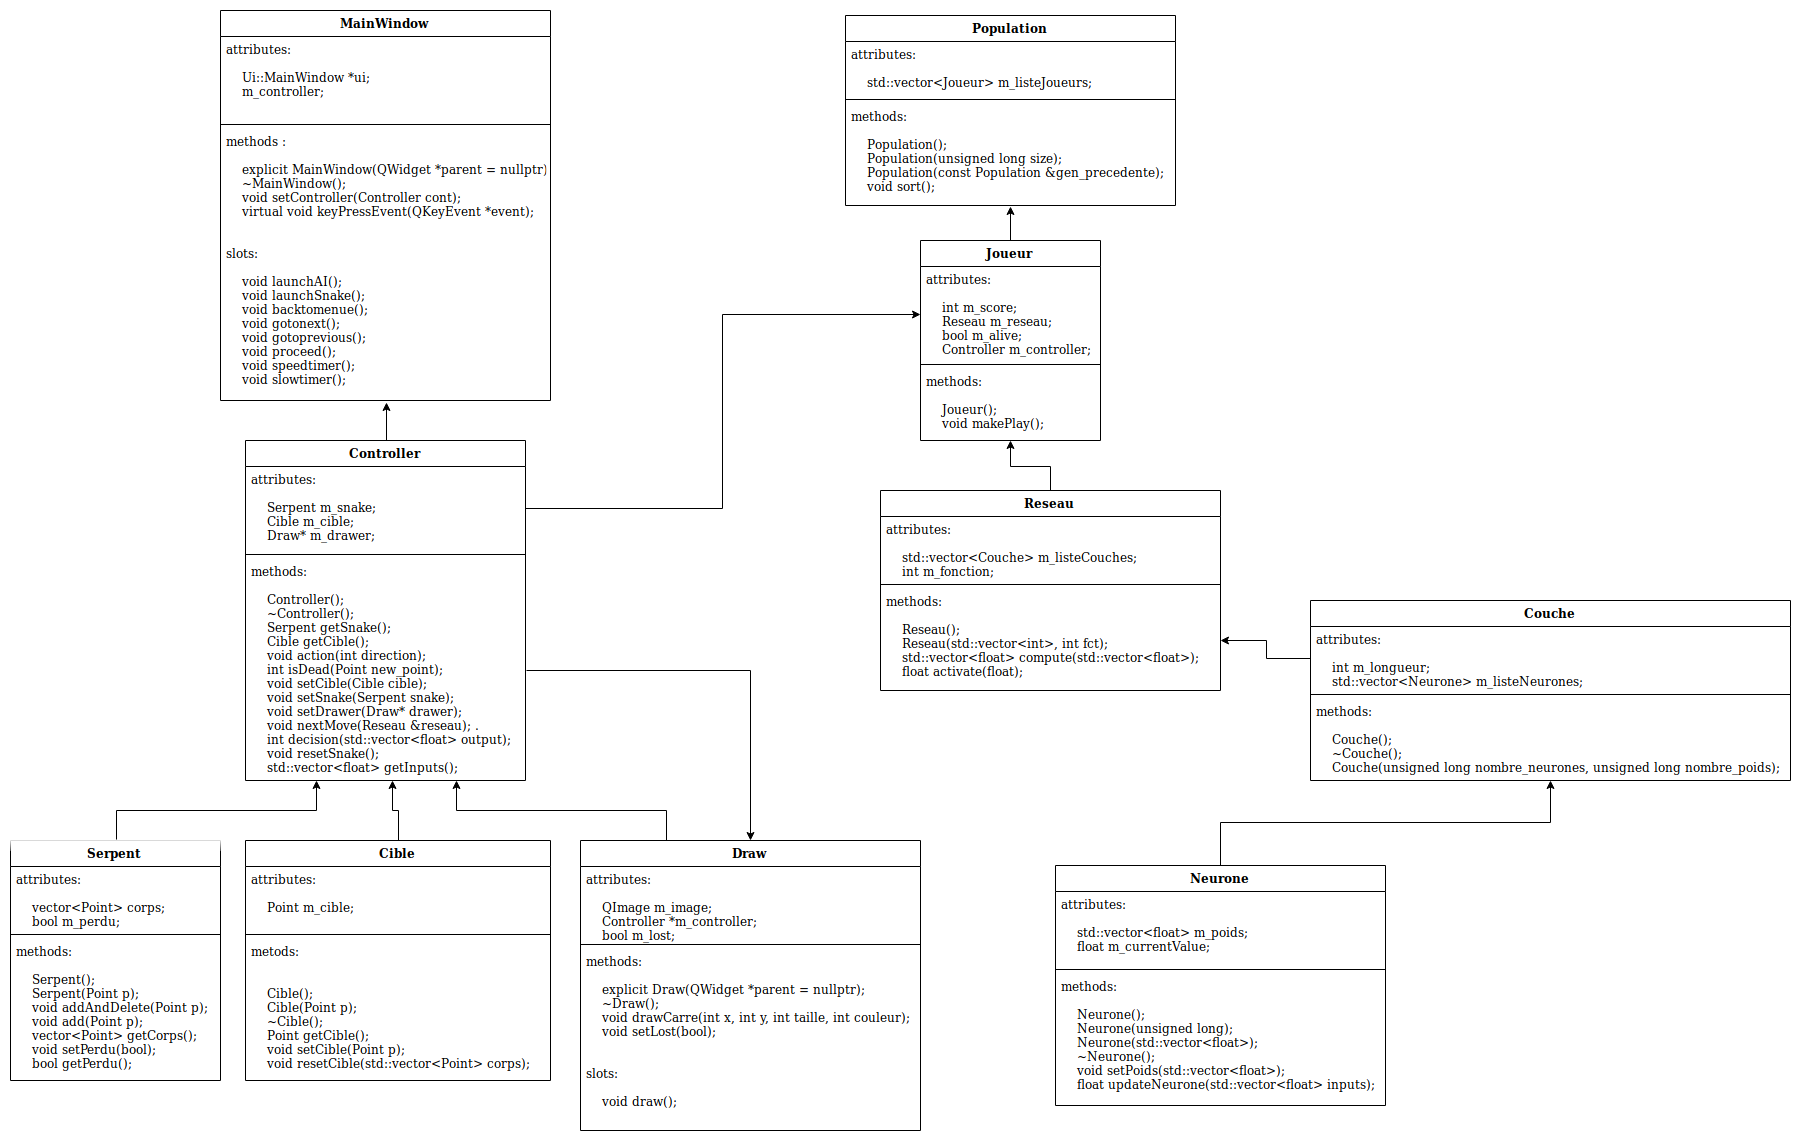 MainWindow
attributes:
Ui::MainWindow *ui;
m_controller;
methods :
explicit MainWindow(QWidget *parent = nullptr)
~MainWindow();
void setController(Controller cont);
virtual void keyPressEvent(QKeyEvent *event);
slots:
void launchAI();
void launchSnake();
void backtomenue();
void gotonext();
void gotoprevious();
void proceed();
void speedtimer();
void slowtimer();
Population
attributes:
std::vector<Joueur> m_listeJoueurs;
methods:
Population();
Population(unsigned long size);
Population(const Population &gen_precedente);
void sort();
Joueur
attributes:
int m_score;
Reseau m_reseau;
bool m_alive;
Controller m_controller;
methods:
Joueur();
void makePlay();
Controller
attributes:
Serpent m_snake;
Cible m_cible;
Draw* m_drawer;
methods:
Controller();
~Controller();
Serpent getSnake();
Cible getCible();
void action(int direction);
int isDead(Point new_point);
void setCible(Cible cible);
void setSnake(Serpent snake);
void setDrawer(Draw* drawer);
void nextMove(Reseau &reseau); .
int decision(std::vector<float> output);
void resetSnake();
std::vector<float> getInputs();
Reseau
attributes:
std::vector<Couche> m_listeCouches;
int m_fonction;
methods:
Reseau();
Reseau(std::vector<int>, int fct);
std::vector<float> compute(std::vector<float>);
float activate(float);
Couche
attributes:
int m_longueur;
std::vector<Neurone> m_listeNeurones;
methods:
Couche();
~Couche();
Couche(unsigned long nombre_neurones, unsigned long nombre_poids);
Serpent
attributes:
vector<Point> corps;
bool m_perdu;
methods:
Serpent();
Serpent(Point p);
void addAndDelete(Point p);
void add(Point p);
vector<Point> getCorps();
void setPerdu(bool);
bool getPerdu();
Cible
attributes:
Point m_cible;
metods:
Cible();
Cible(Point p);
~Cible();
Point getCible();
void setCible(Point p);
void resetCible(std::vector<Point> corps);
Draw
attributes:
QImage m_image;
Controller *m_controller;
bool m_lost;
methods:
explicit Draw(QWidget *parent = nullptr);
~Draw();
void drawCarre(int x, int y, int taille, int couleur);
void setLost(bool);
slots:
void draw();
Neurone
attributes:
std::vector<float> m_poids;
float m_currentValue;
methods:
Neurone();
Neurone(unsigned long);
Neurone(std::vector<float>);
~Neurone();
void setPoids(std::vector<float>);
float updateNeurone(std::vector<float> inputs);